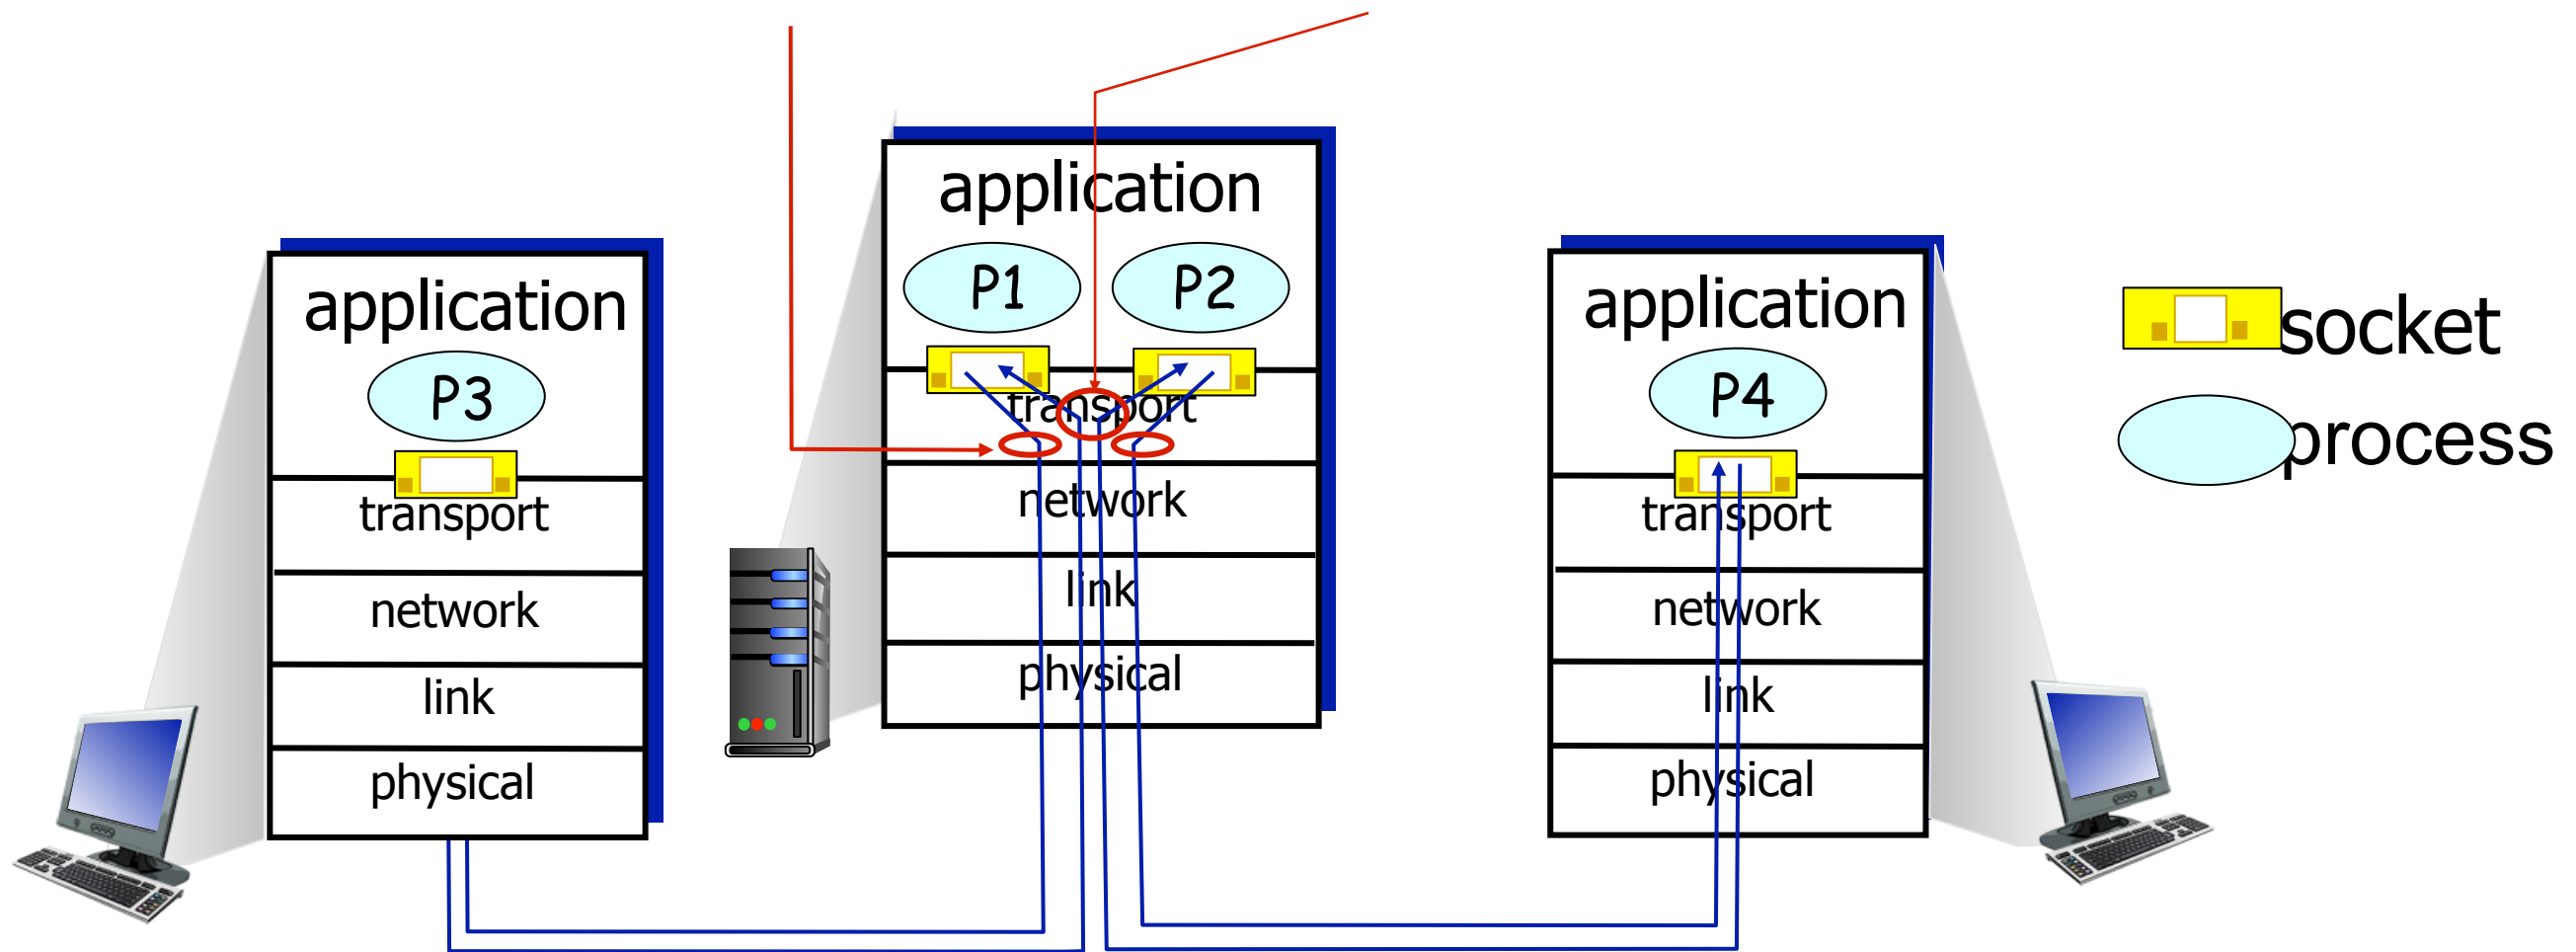 application
P3
transport
network
link
physical
application
P1 P2
transport
network
link
physical
application
P4
transport
network
link
physical
socket
process